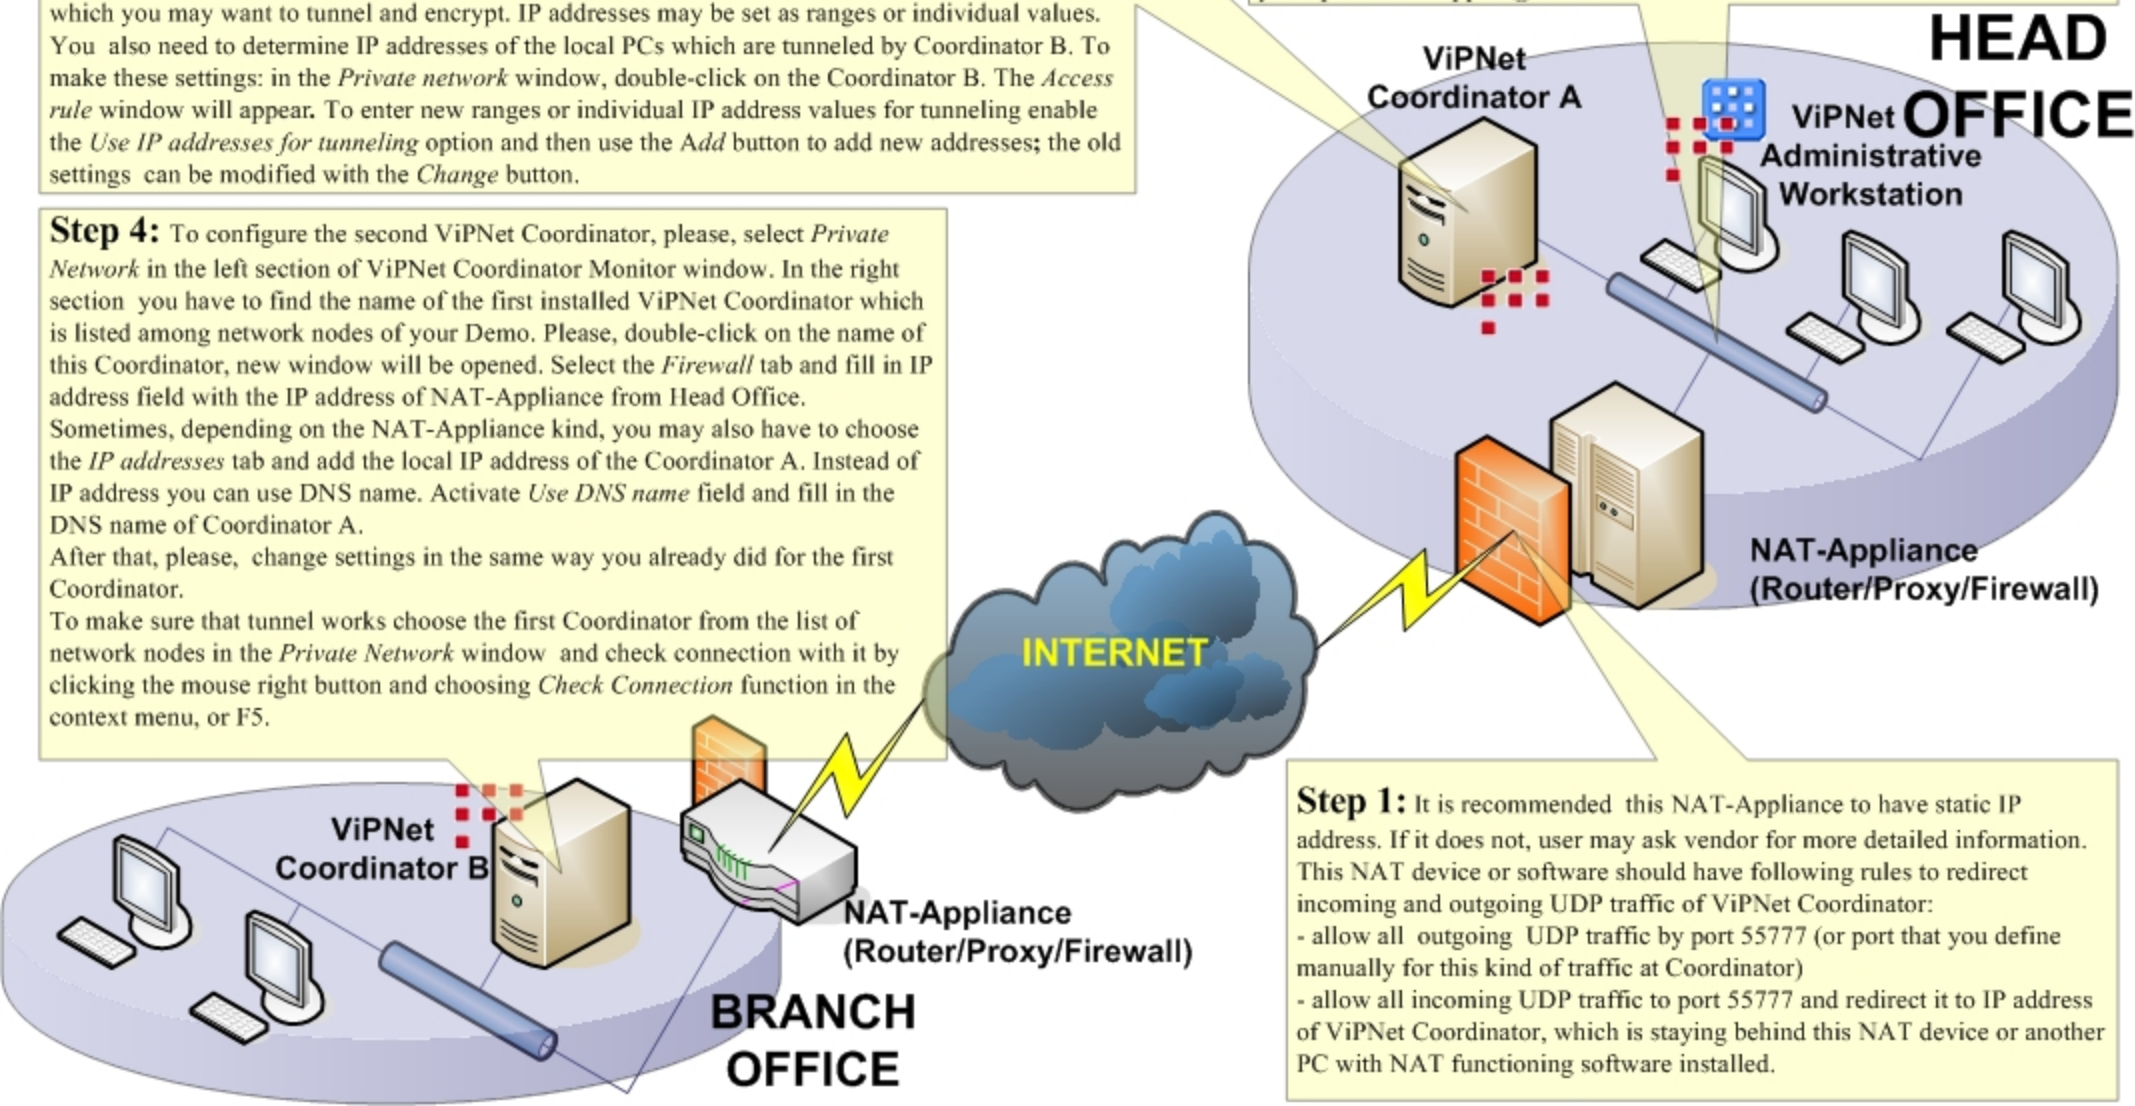 which you may want to tunnel and encrypt. IP addresses may be set as ranges or individual values.
You also need to determine IP addresses of the local PCs which are tunneled by Coordinator B. To
make these settings: in the Private network window, double-click on the Coordinator B. The Access
rule window will appear. To enter new ranges or individual IP address values for tunneling enable
the Use IP addresses for tunneling option and then use the Add button to add new addresses; the old
settings can be modified with the Change button.
HEAD
OFFICE
ViPNet
Coordinator A
ViPNet
Administrative
Workstation
Step 4: To configure the second ViPNet Coordinator, please, select Private
Network in the left section of ViPNet Coordinator Monitor window. In the right
section you have to find the name of the first installed ViPNet Coordinator which
is listed among network nodes of your Demo. Please, double-click on the name of
this Coordinator, new window will be opened. Select the Firewall tab and fill in IP
address field with the IP address of NAT-Appliance from Head Office.
Sometimes, depending on the NAT-Appliance kind, you may also have to choose
the IP addresses tab and add the local IP address of the Coordinator A. Instead of
IP address you can use DNS name. Activate Use DNS name field and fill in the
DNS name of Coordinator A.
After that, please, change settings in the same way you already did for the first
Coordinator.
To make sure that tunnel works choose the first Coordinator from the list of
network nodes in the Private Network window and check connection with it by
clicking the mouse right button and choosing Check Connection function in the
context menu, or F5.
NAT-Appliance
(Router/Proxy/Firewall)
INTERNET
Step 1: It is recommended this NAT-Appliance to have static IP
address. If it does not, user may ask vendor for more detailed information.
This NAT device or software should have following rules to redirect
incoming and outgoing UDP traffic of ViPNet Coordinator:
- allow all outgoing UDP traffic by port 55777 (or port that you define
manually for this kind of traffic at Coordinator)
- allow all incoming UDP traffic to port 55777 and redirect it to IP address
of ViPNet Coordinator, which is staying behind this NAT device or another
PC with NAT functioning software installed.
ViPNet
Coordinator B
NAT-Appliance
(Router/Proxy/Firewall)
BRANCH
OFFICE